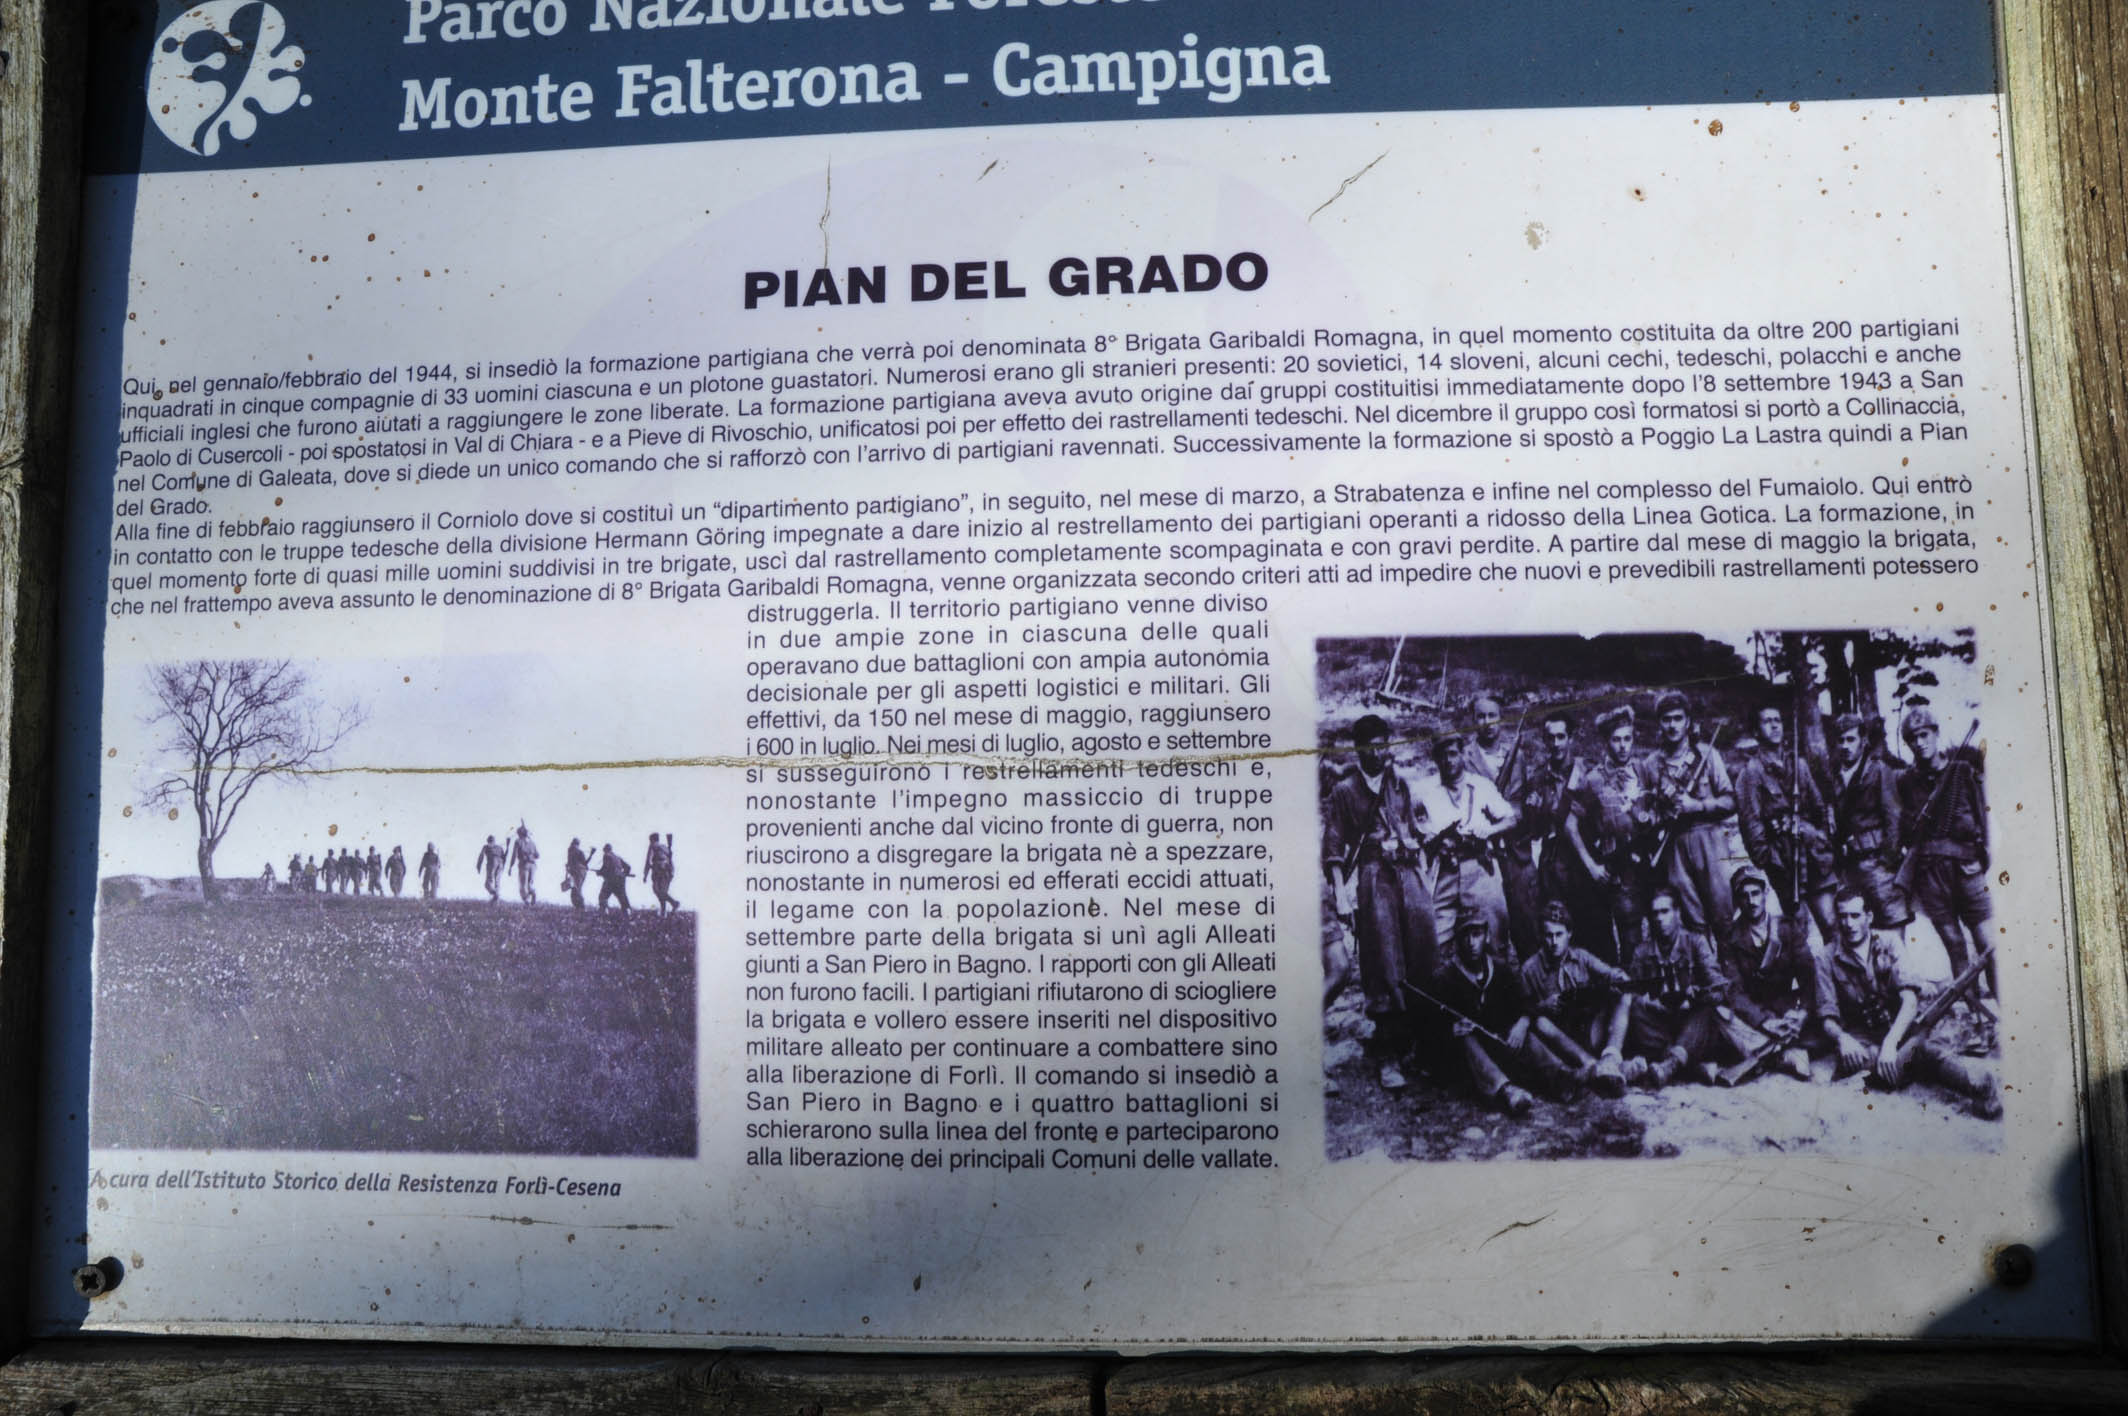 Parco Nazionale Foreste
Monte Falterona - Campigna
PIAN DEL GRADO
Qui, nel gennaio/febbraio del 1944, si insediò la formazione partigiana che verrà poi denominata 8° Brigata Garibaldi Romagna, in quel momento costituita da oltre 200 partigiani
inquadrati in cinque compagnie di 33 uomini ciascuna e un plotone guastatori. Numerosi erano gli stranieri presenti: 20 sovietici, 14 sloveni, alcuni cechi, tedeschi, polacchi e anche
ufficiali inglesi che furono aiutati a raggiungere le zone liberate. La formazione partigiana aveva avuto origine dai gruppi costituitisi immediatamente dopo l'8 settembre 1943 a San
Paolo di Cusercoli - poi spostatosi in Val di Chiara - e a Pieve di Rivoschio, unificatosi poi per effetto dei rastrellamenti tedeschi. Nel dicembre il gruppo così formatosi si portò a Collinaccia,
nel Comune di Galeata, dove si diede un unico comando che si rafforzò con l'arrivo di partigiani ravennati. Successivamente la formazione si spostò a Poggio La Lastra quindi a Pian
del Grado.
Alla fine di febbraio raggiunsero il Corniolo dove si costituì un “dipartimento partigiano”, in seguito, nel mese di marzo, a Strabatenza e infine nel complesso del Fumaiolo. Qui entrò
in contatto con le truppe tedesche della divisione Hermann Göring impegnate a dare inizio al restrellamento dei partigiani operanti a ridosso della Linea Gotica. La formazione, in
quel momento forte di quasi mille uomini suddivisi in tre brigate, uscì dal rastrellamento completamente scompaginata e con gravi perdite. A partire dal mese di maggio la brigata,
che nel frattempo aveva assunto le denominazione di 8° Brigata Garibaldi Romagna, venne organizzata secondo criteri atti ad impedire che nuovi e prevedibili rastrellamenti potessero
distruggerla. Il territorio partigiano venne diviso
in due ampie zone in ciascuna delle quali
operavano due battaglioni con ampia autonomia
decisionale per gli aspetti logistici e militari. Gli
effettivi, da 150 nel mese di maggio, raggiunsero
i 600 in luglio. Nei mesi di luglio, agosto e settembre
si susseguirono i restrellamenti tedeschi e,
nonostante l'impegno massiccio di truppe
provenienti anche dal vicino fronte di guerra, non
riuscirono a disgregare la brigata nè a spezzare,
nonostante in numerosi ed efferati eccidi attuati,
il legame con la popolazione. Nel mese di
settembre parte della brigata si unì agli Alleati
giunti a San Piero in Bagno. I rapporti con gli Alleati
non furono facili. I partigiani rifiutarono di sciogliere
la brigata e vollero essere inseriti nel dispositivo
militare alleato per continuare a combattere sino
alla liberazione di Forlì. Il comando si insediò a
San Piero in Bagno e i quattro battaglioni si
schierarono sulla linea del fronte e parteciparono
alla liberazione dei principali Comuni delle vallate.
A cura dell'Istituto Storico della Resistenza Forlì-Cesena